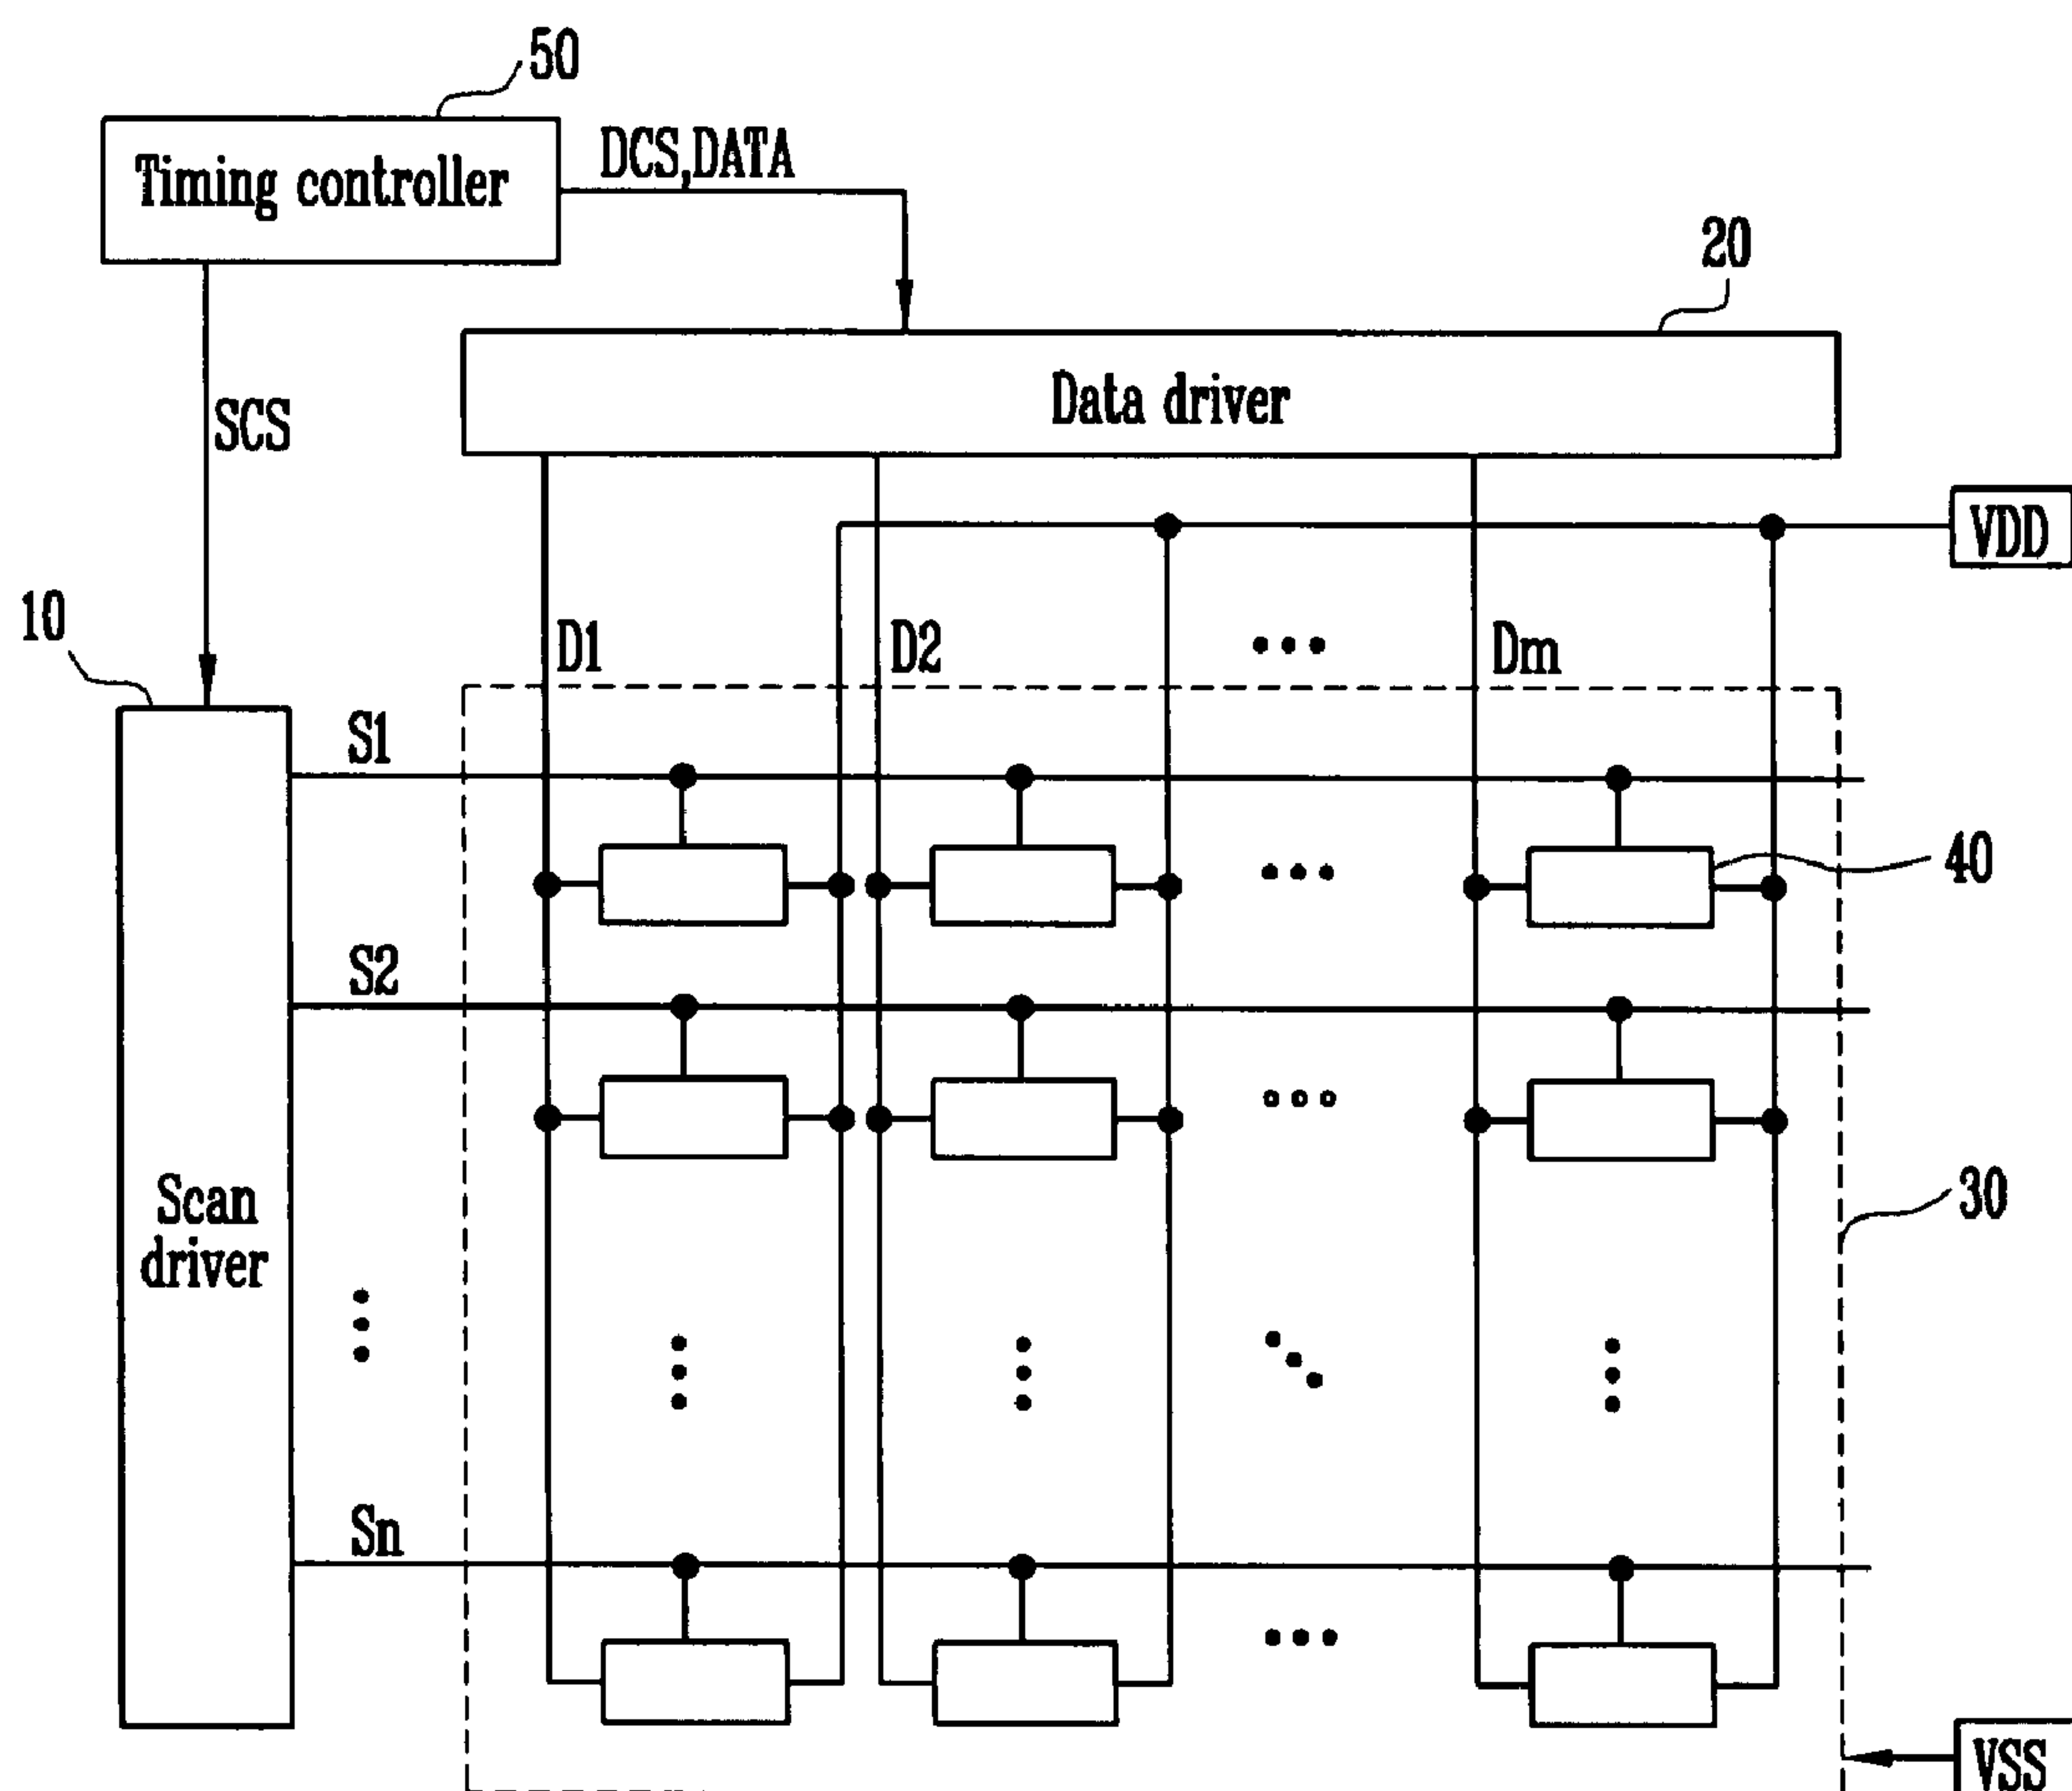 50
Timing controller
DCS,DATA
20
Data driver
SCS
VDD
10
D1
D2
Dm
S1
40
S2
30
Scan
driver
Sn
VSS